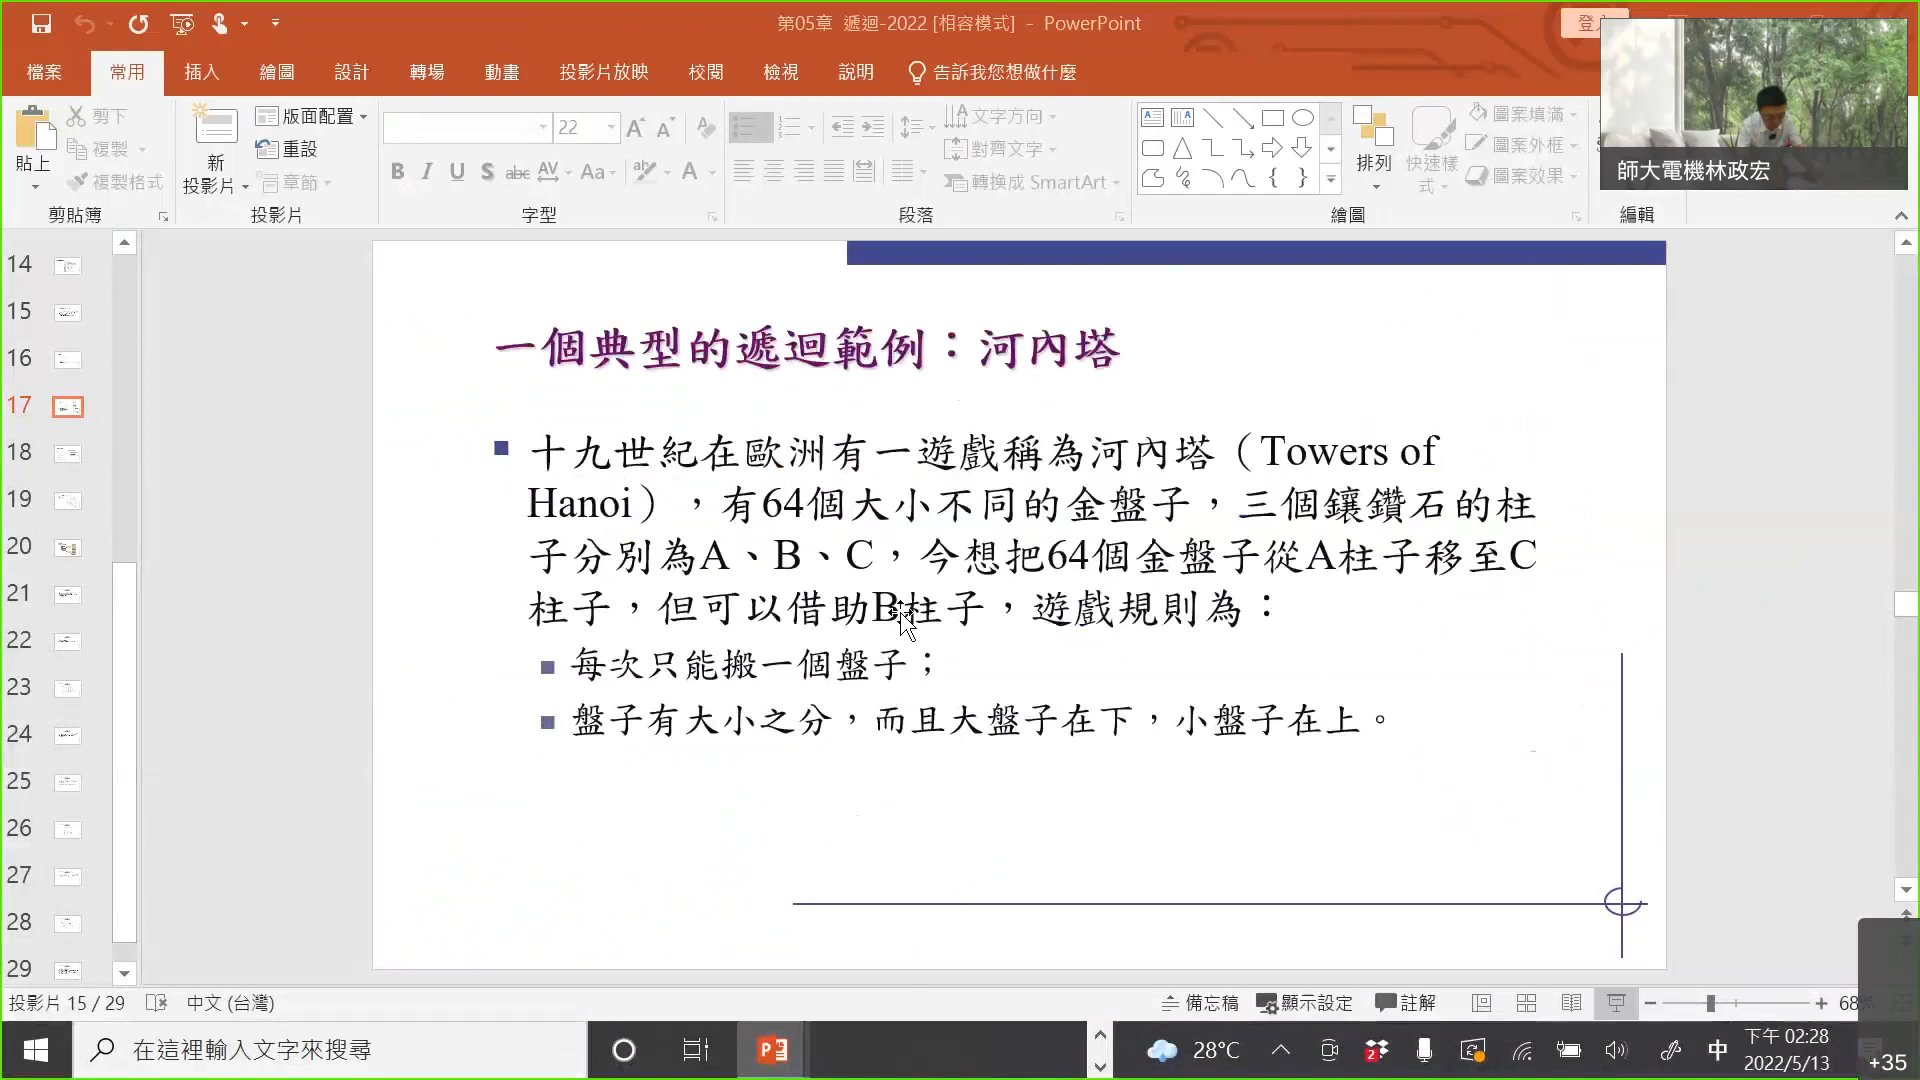 第05章 遞迴-2022 [相容模式] - PowerPoint
檔案 常用 插入 繪圖 設計 轉場 動畫 投影片放映 校閱 檢視 說明 告訴我您想做什麼
師大電機林政宏
貼上
剪下
複製
複製格式
剪貼簿
新
投影片
版面配置
重設
章節
投影片
22
B I U S abc AV Aa A
字型
文字方向
對齊文字
轉換成 SmartArt
段落
排列
快速樣
式
圖案填滿
圖案外框
圖案效果
繪圖
編輯
14
15
16
17
18
19
20
21
22
23
24
25
26
27
28
29
一個典型的遞迴範例：河內塔
十九世紀在歐洲有一遊戲稱為河內塔（Towers of
Hanoi），有64個大小不同的金盤子，三個鑲鑽石的柱
子分別為A、B、C，今想把64個金盤子從A柱子移至C
柱子，但可以借助B柱子，遊戲規則為：
每次只能搬一個盤子；
盤子有大小之分，而且大盤子在下，小盤子在上。
投影片 15 / 29 中文 (台灣) 備忘稿 顯示設定 註解
在這裡輸入文字來搜尋
28°C
2
中
下午 02:28
2022/5/13
+35